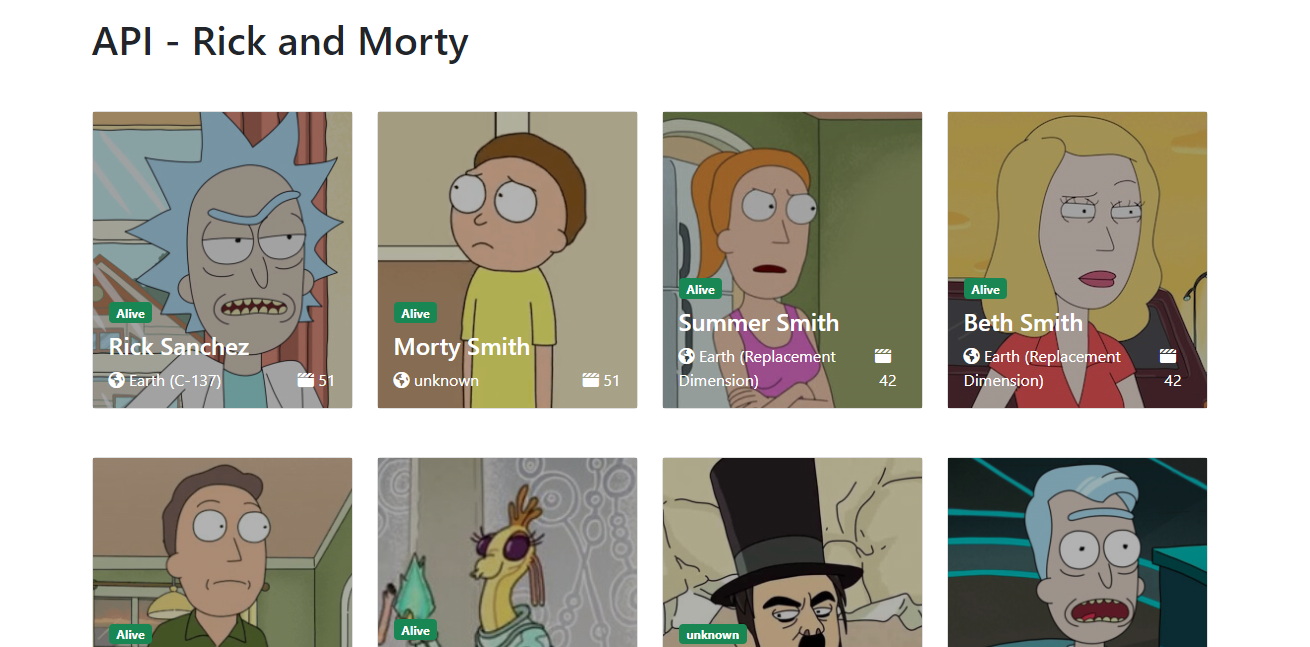 API - Rick and Morty
Alive
Rick Sanchez
Earth (C-137) 51
Alive
Morty Smith
unknown 51
Alive
Summer Smith
Earth (Replacement
Dimension) 42
Alive
Beth Smith
Earth (Replacement
Dimension) 42
Alive
Alive
unknown